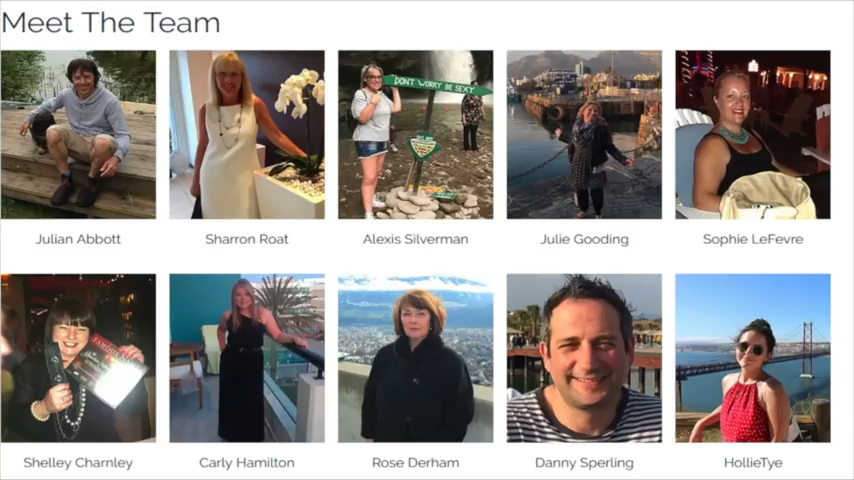 Meet The Team
DON'T WORRY BE SEXY
Julian Abbott
Sharron Roat
Alexis Silverman
Julie Gooding
Sophie LeFevre
Shelley Charnley
Carly Hamilton
Rose Derham
Danny Sperling
HollieTye